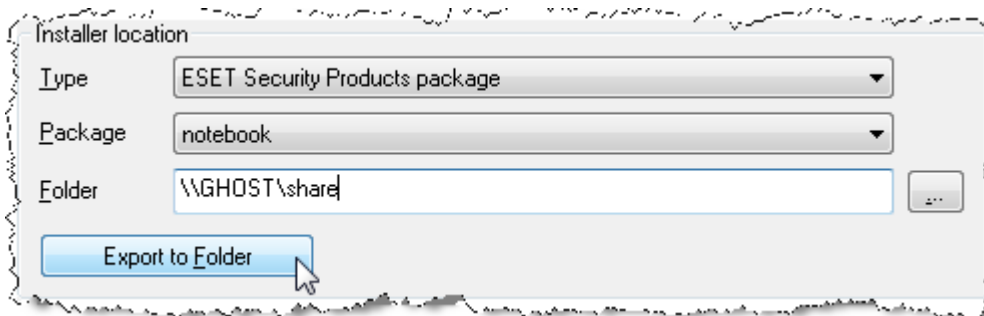 Installer location
Type ESET Security Products package
Package notebook
Folder \\GHOST\share ...
Export to Folder